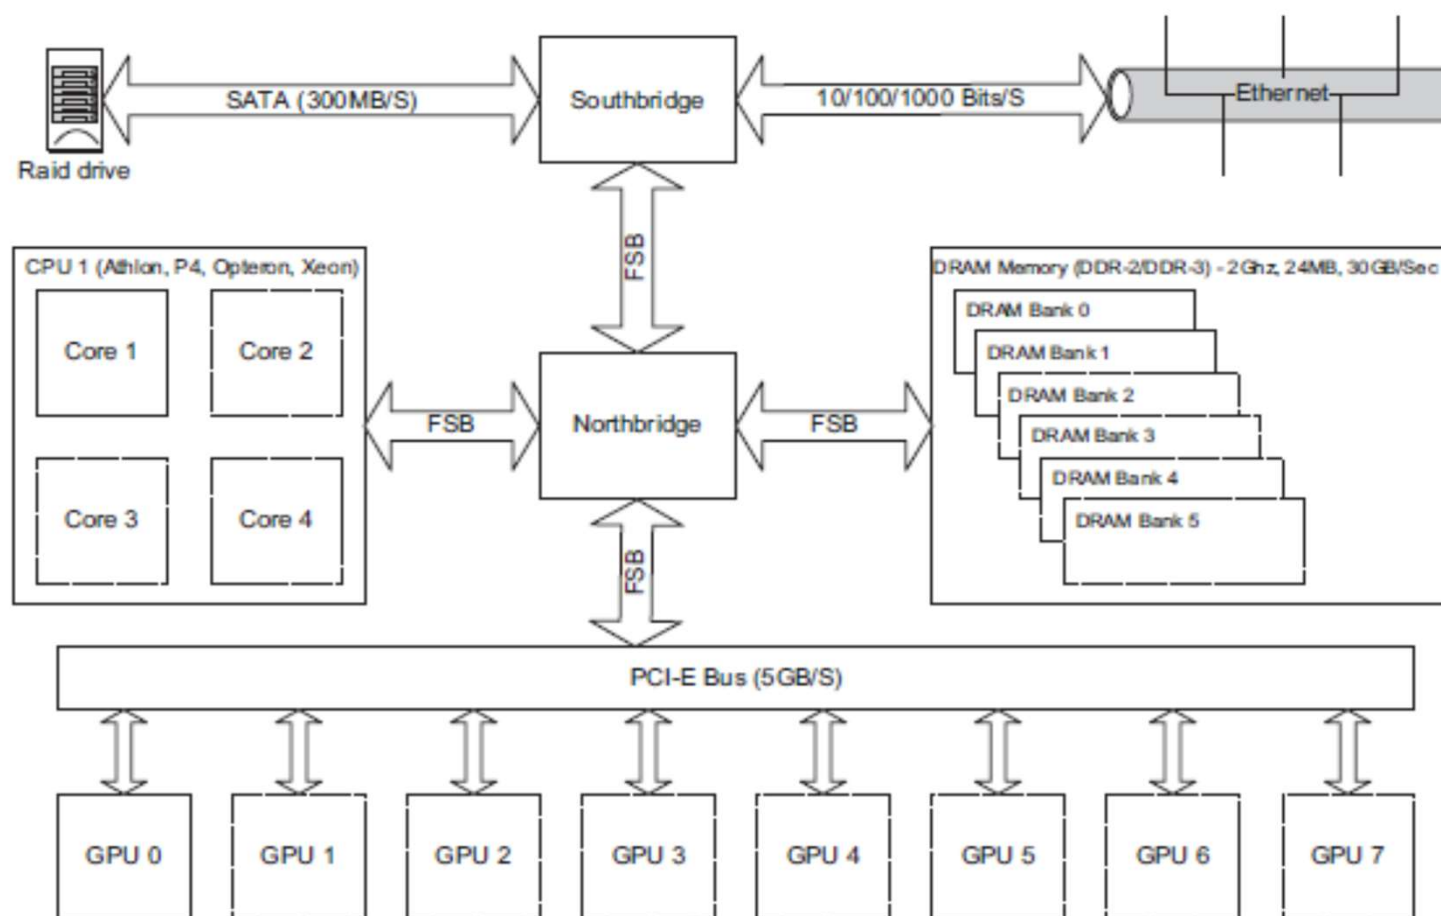 SATA (300MB/S)
Southbridge
10/100/1000 Bits/S
Ethernet
Raid drive
FSB
CPU 1 (Athlon, P4, Opteron, Xeon)
Core 1
Core 2
Core 3
Core 4
FSB
Northbridge
FSB
DRAM Memory (DDR-2/DDR-3) - 2Ghz, 24MB, 30GB/Sec
DRAM Bank 0
DRAM Bank 1
DRAM Bank 2
DRAM Bank 3
DRAM Bank 4
DRAM Bank 5
FSB
PCI-E Bus (5GB/S)
GPU 0
GPU 1
GPU 2
GPU 3
GPU 4
GPU 5
GPU 6
GPU 7